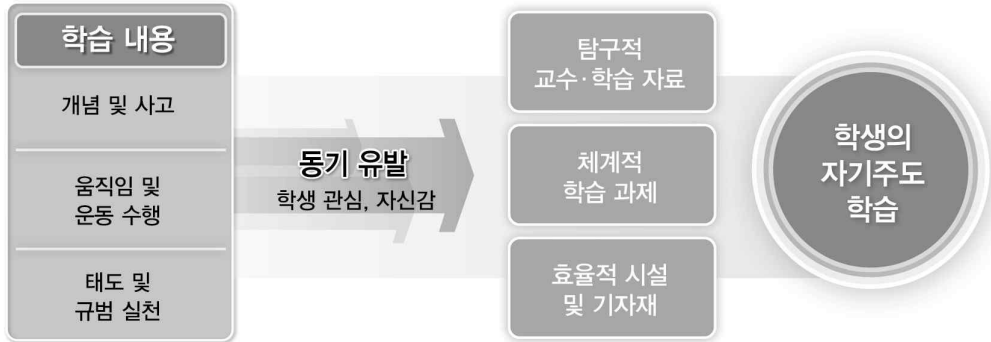 학습 내용
개념 및 사고
움직임 및
운동 수행
태도 및
규범 실천
동기 유발
학생 관심, 자신감
탐구적
교수·학습 자료
체계적
학습 과제
효율적 시설
및 기자재
학생의
자기주도
학습